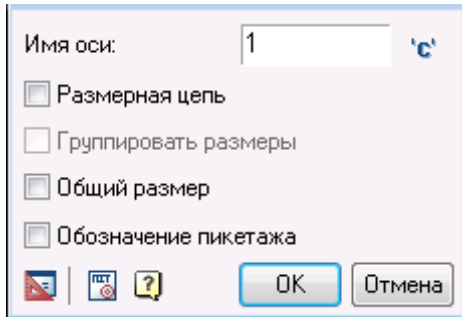 Имя оси: 1 'c'
Размерная цепь
Группировать размеры
Общий размер
Обозначение пикетажа
OK Отмена